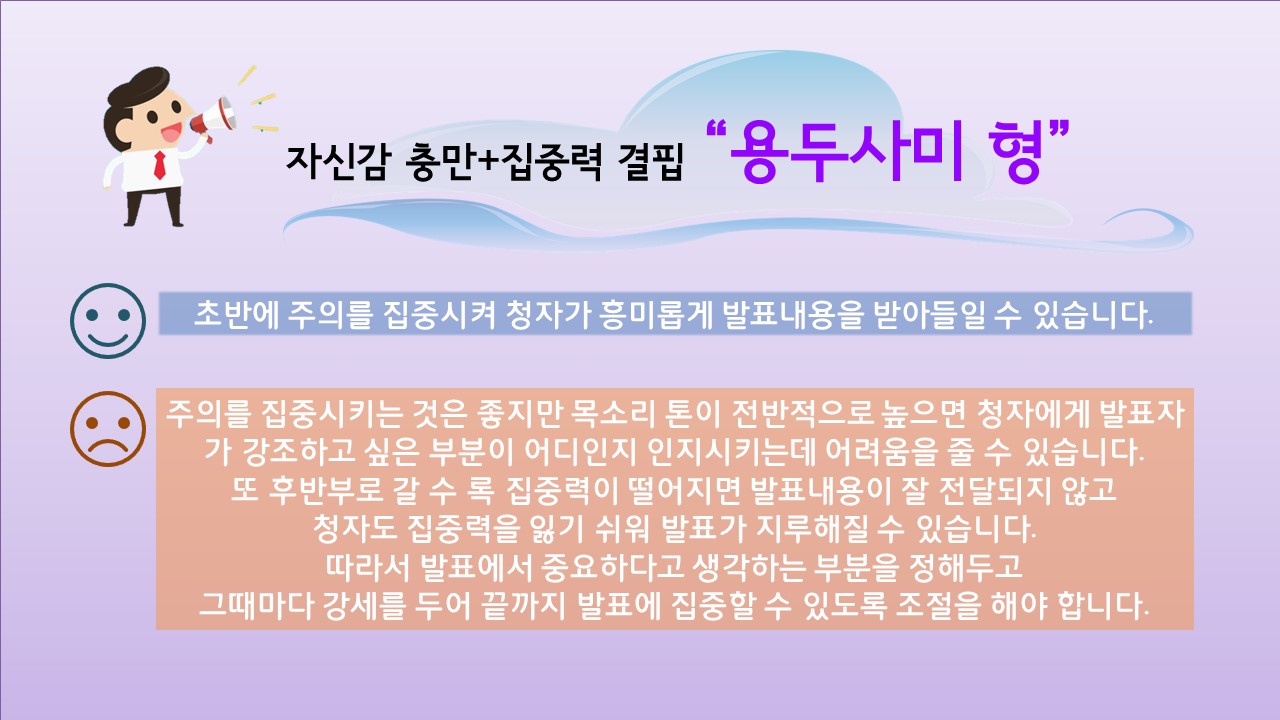 자신감 충만+집중력 결핍 “용두사미 형”
초반에 주의를 집중시켜 청자가 흥미롭게 발표내용을 받아들일 수 있습니다.
주의를 집중시키는 것은 좋지만 목소리 톤이 전반적으로 높으면 청자에게 발표자
가 강조하고 싶은 부분이 어디인지 인지시키는데 어려움을 줄 수 있습니다.
또 후반부로 갈 수 록 집중력이 떨어지면 발표내용이 잘 전달되지 않고
청자도 집중력을 잃기 쉬워 발표가 지루해질 수 있습니다.
따라서 발표에서 중요하다고 생각하는 부분을 정해두고
그때마다 강세를 두어 끝까지 발표에 집중할 수 있도록 조절을 해야 합니다.